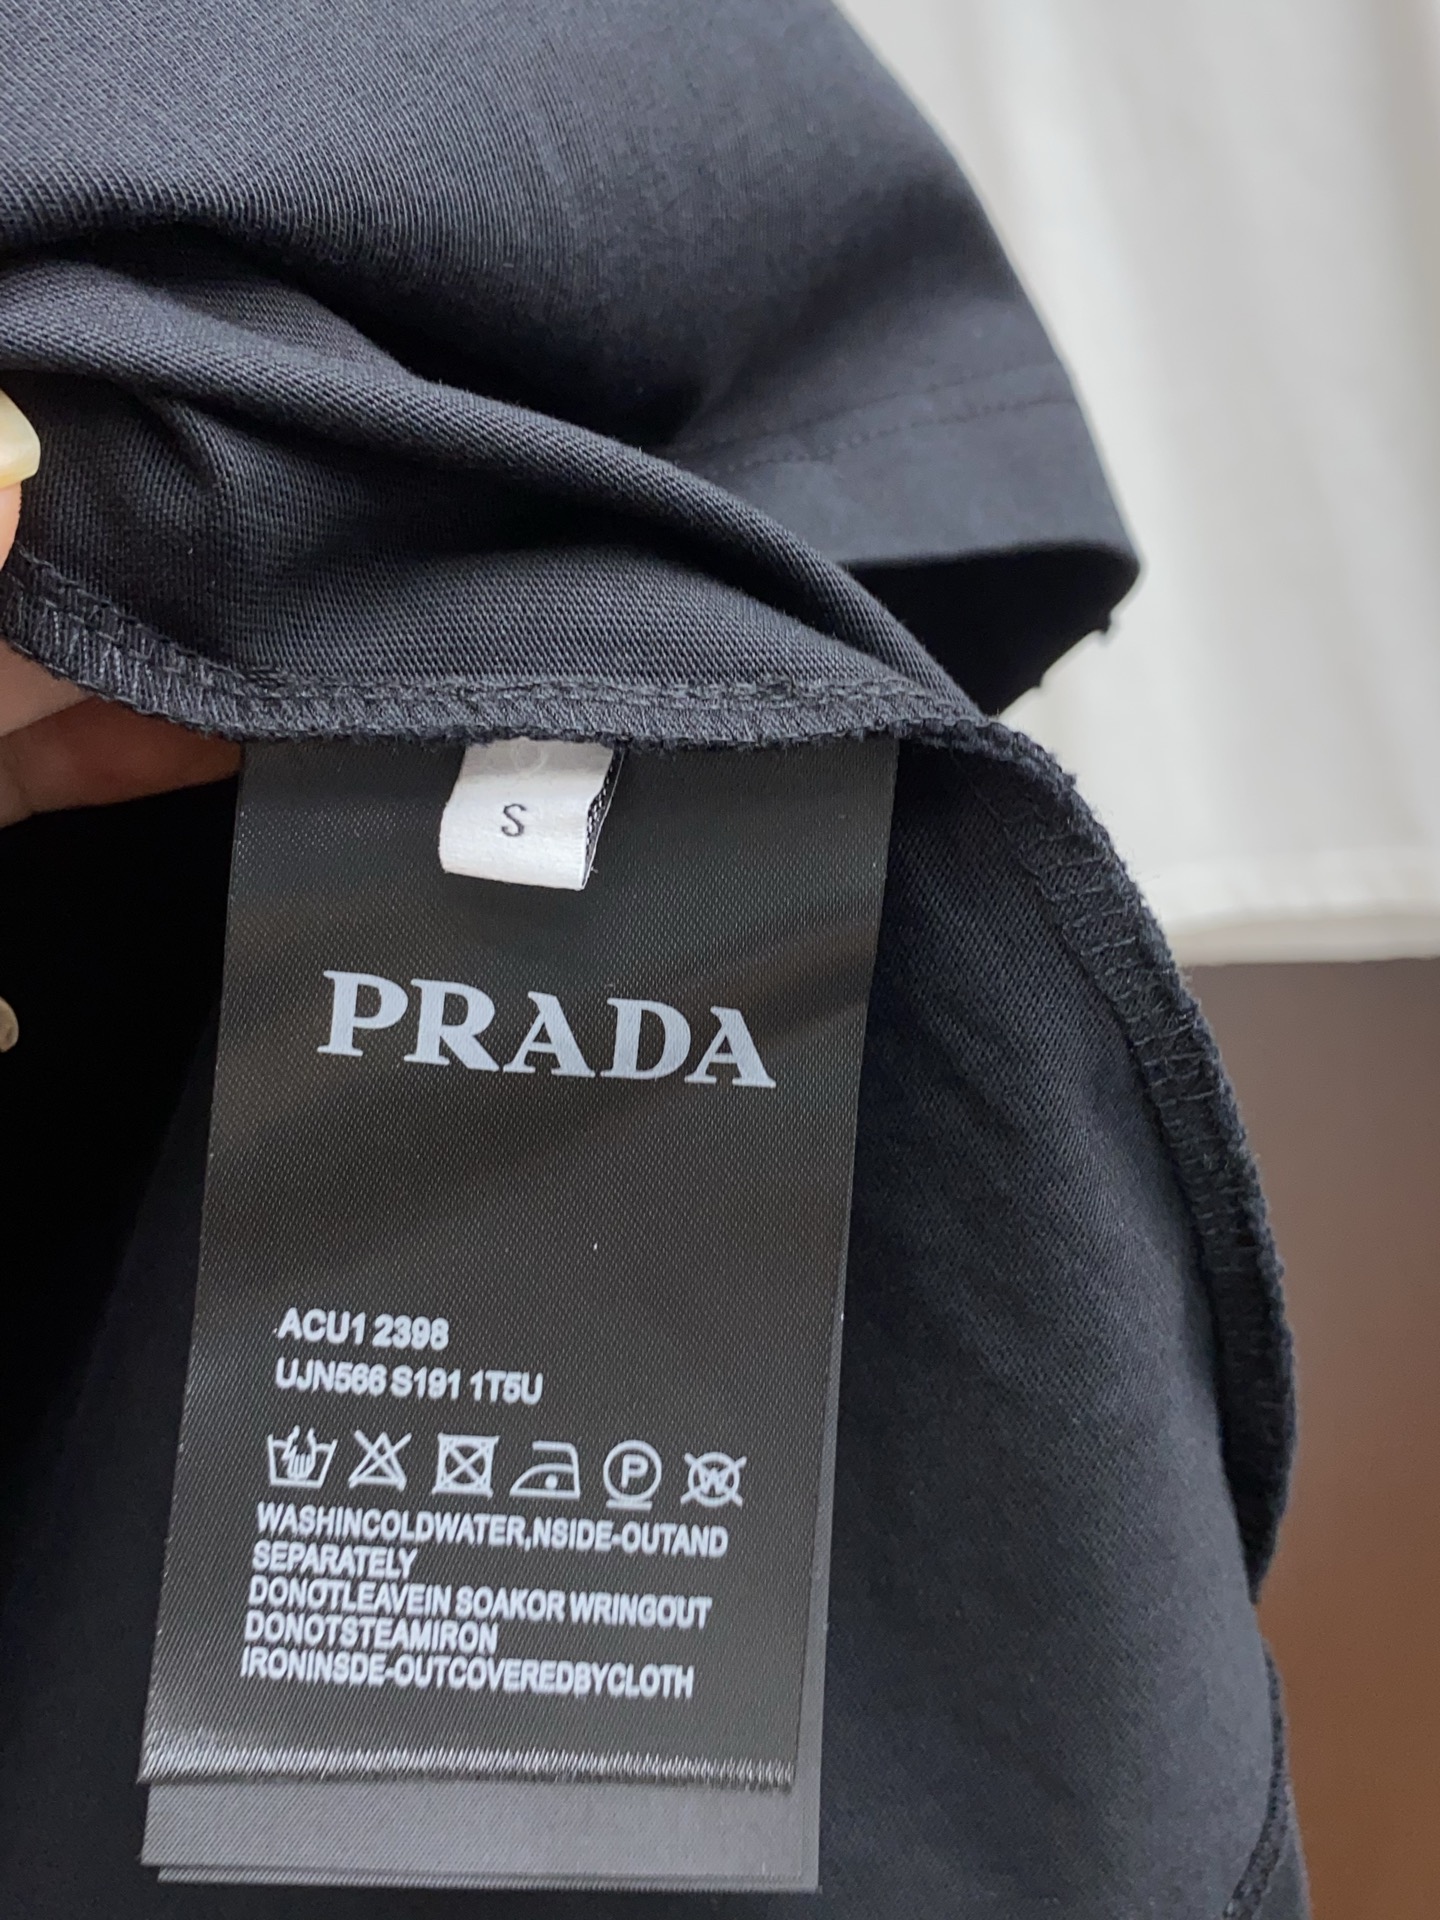 S
PRADA
ACU1 2398
UJN566 S191 1T5U
P
W
WASHINCOLDWATER,NSIDE-OUTAND
SEPARATELY
DONOTLEAVEIN SOAKOR WRINGOUT
DONOTSTEAMIRON
IRONINSDE-OUTCOVEREDBYCLOTH